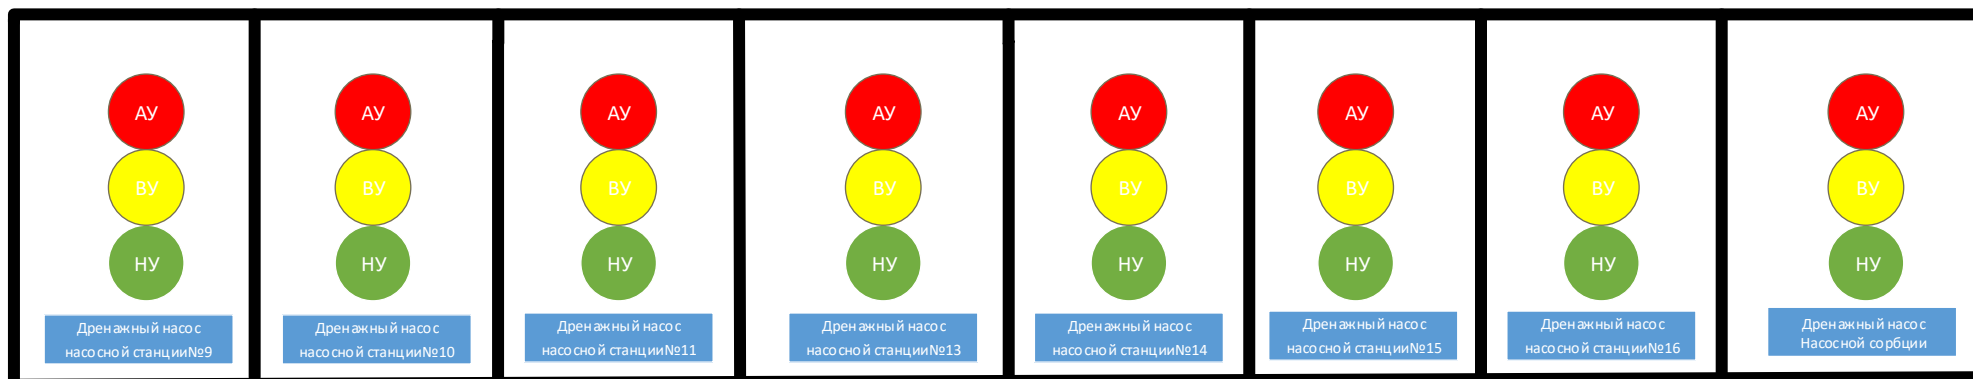 АУ АУ АУ АУ АУ АУ АУ АУ
ВУ ВУ ВУ ВУ ВУ ВУ ВУ ВУ
НУ НУ НУ НУ НУ НУ НУ НУ
Дренажный насос
насосной станции№9
Дренажный насос
насосной станции№10
Дренажный насос
насосной станции№11
Дренажный насос
насосной станции№13
Дренажный насос
насосной станции№14
Дренажный насос
насосной станции№15
Дренажный насос
насосной станции№16
Дренажный насос
Насосной сорбции